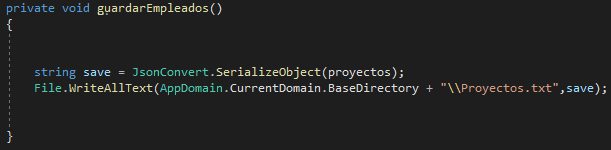 private void guardarEmpleados()
{
string save = JsonConvert.SerializeObject(proyectos);
File.WriteAllText(AppDomain.CurrentDomain.BaseDirectory + "\\Proyectos.txt",save);
}